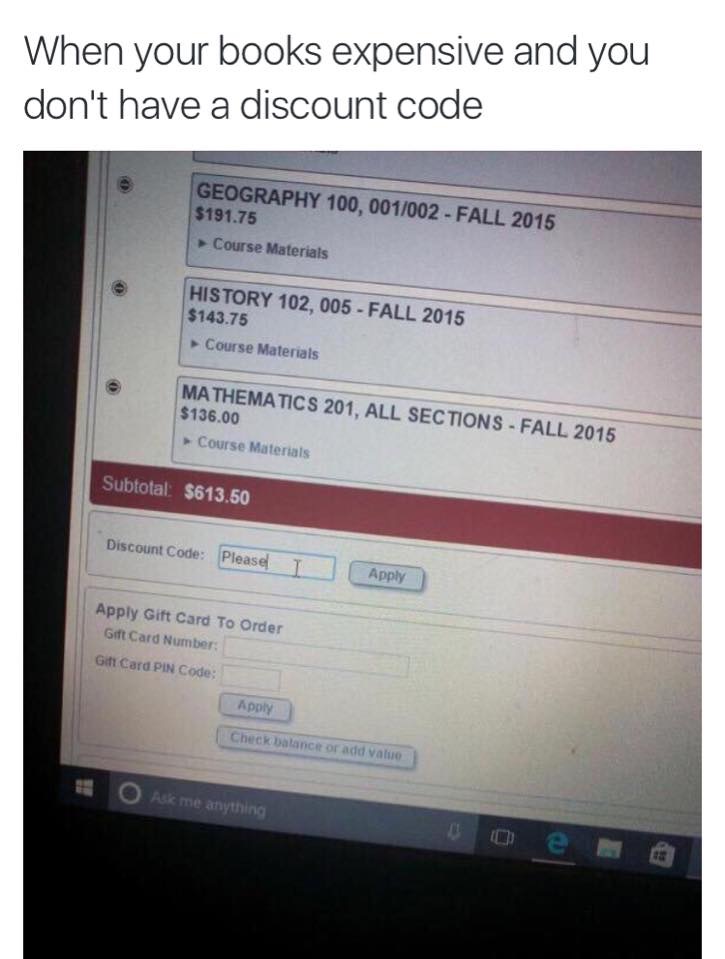 When your books expensive and you
don't have a discount code
GEOGRAPHY 100, 001/002 - FALL 2015
$191.75
Course Materials
HISTORY 102, 005 - FALL 2015
$143.75
Course Materials
MATHEMATICS 201, ALL SECTIONS - FALL 2015
$136.00
Course Materials
Subtotal: $613.50
Discount Code: Please Apply
Apply Gift Card To Order
Gift Card Number:
Gift Card PIN Code:
Apply
Check balance or add value
Ask me anything